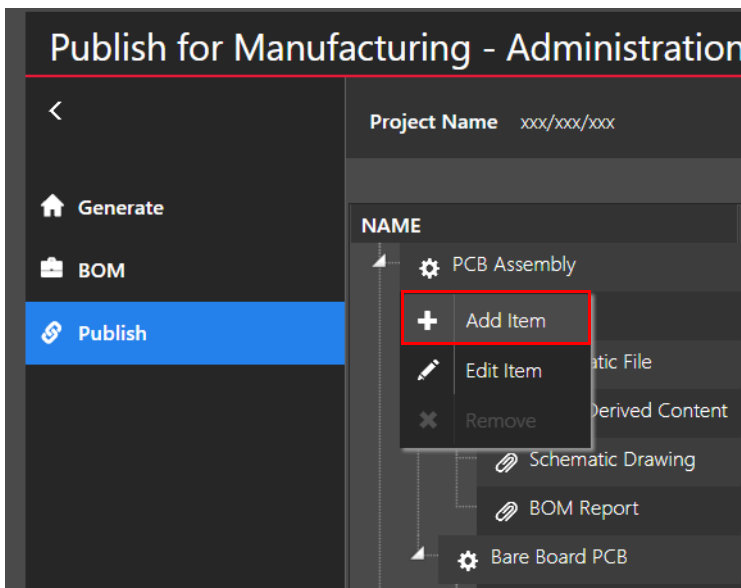 Publish for Manufacturing - Administration
Project Name xxx/xxx/xxx
Generate
BOM
Publish
NAME
PCB Assembly
Add Item
Edit Item
Remove
File
Derived Content
Schematic Drawing
BOM Report
Bare Board PCB